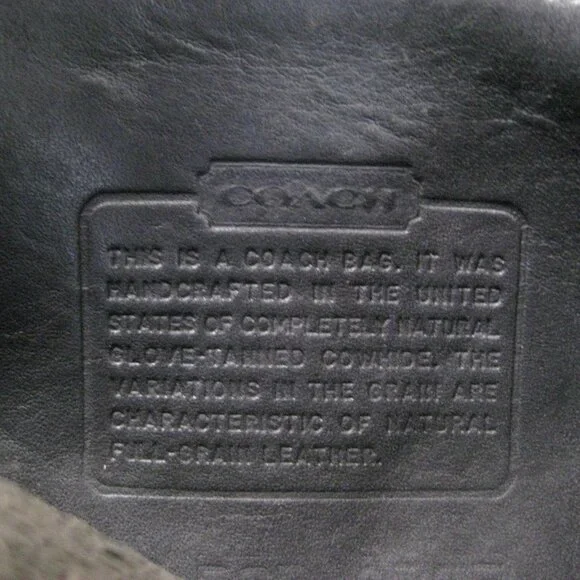 COACH
THIS IS A COACH BAG. IT WAS
HANDCRAFTED IN THE UNITED
STATES OF COMPLETELY NATURAL
GLOVE-TANNED COWHIDE. THE
VARIATIONS IN THE GRAIN ARE
CHARACTERISTIC OF NATURAL
FULL-GRAIN LEATHER.